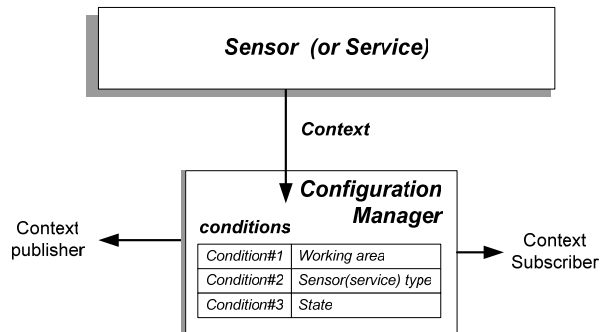 Sensor (or Service)
Context
Configuration
Manager
conditions
Condition#1 Working area
Condition#2 Sensor(service) type
Condition#3 State
Context
publisher
Context
Subscriber